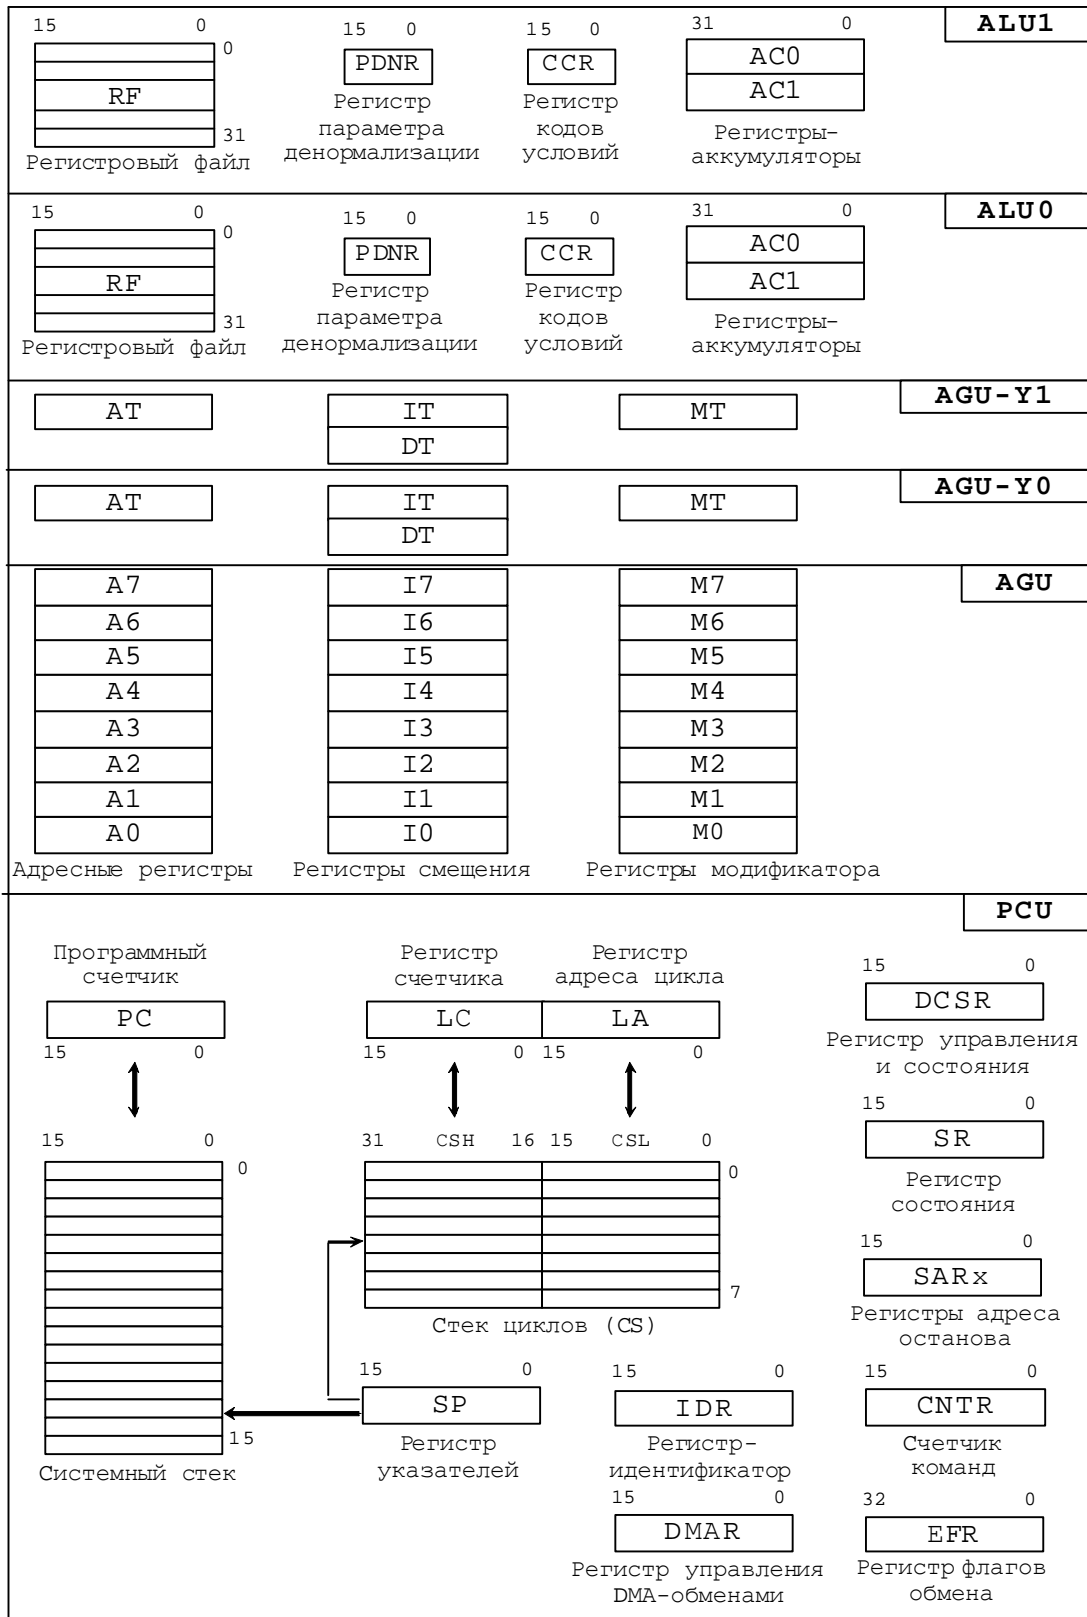 15 0 15 0 15 0 31 0 ALU1
0
PDNR CCR AC0
RF AC1
31
Регистровый файл
Регистр
параметра
денормализации
Регистр
кодов
условий
Регистры-
аккумуляторы
15 0 15 0 15 0 31 0 ALU0
0
PDNR CCR AC0
RF AC1
31
Регистровый файл
Регистр
параметра
денормализации
Регистр
кодов
условий
Регистры-
аккумуляторы
AT IT MT AGU-Y1
DT
AT IT MT AGU-Y0
DT
A7 I7 M7 AGU
A6 I6 M6
A5 I5 M5
A4 I4 M4
A3 I3 M3
A2 I2 M2
A1 I1 M1
A0 I0 M0
Адресные регистры Регистры смещения Регистры модификатора
PCU
Программный
счетчик
PC
15 0
Регистр
счетчика
LC
15 0
Регистр
адреса цикла
LA
15 0
15 0
DCSR
Регистр управления
и состояния
15 0
SR
Регистр
состояния
15 0
SARx
Регистры адреса
останова
15 0
0
15
Системный стек
31 CSH 16 15 CSL 0
0
7
Стек циклов (CS)
15 0
SP
Регистр
указателей
15 0
IDR
Регистр-
идентификатор
15 0
CNTR
Счетчик
команд
15 0
DMAR
Регистр управления
DMA-обменами
32 0
EFR
Регистр флагов
обмена